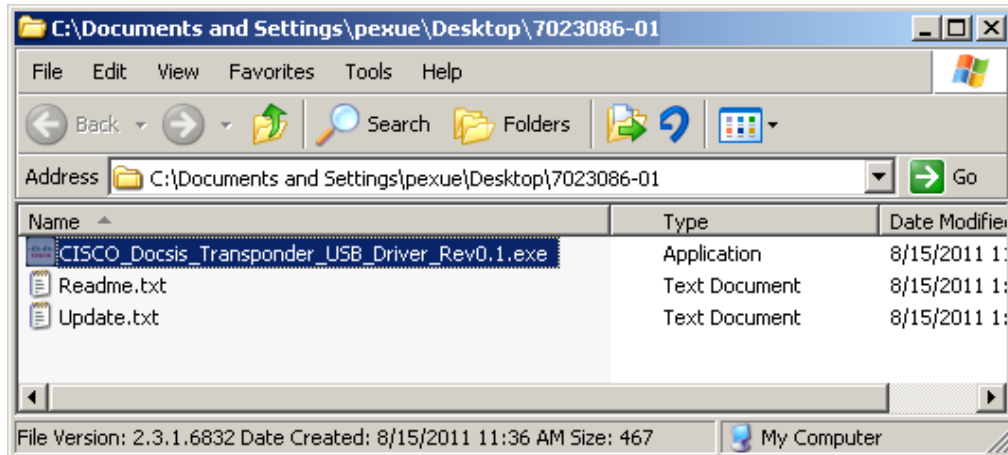 C:\Documents and Settings\pexue\Desktop\7023086-01
File Edit View Favorites Tools Help
Back Search Folders
Address C:\Documents and Settings\pexue\Desktop\7023086-01 Go
Name Type Date Modified
CISCO_Docsis_Transponder_USB_Driver_Rev0.1.exe Application 8/15/2011 11:
Readme.txt Text Document 8/15/2011 1:
Update.txt Text Document 8/15/2011 1:
File Version: 2.3.1.6832 Date Created: 8/15/2011 11:36 AM Size: 467 My Computer